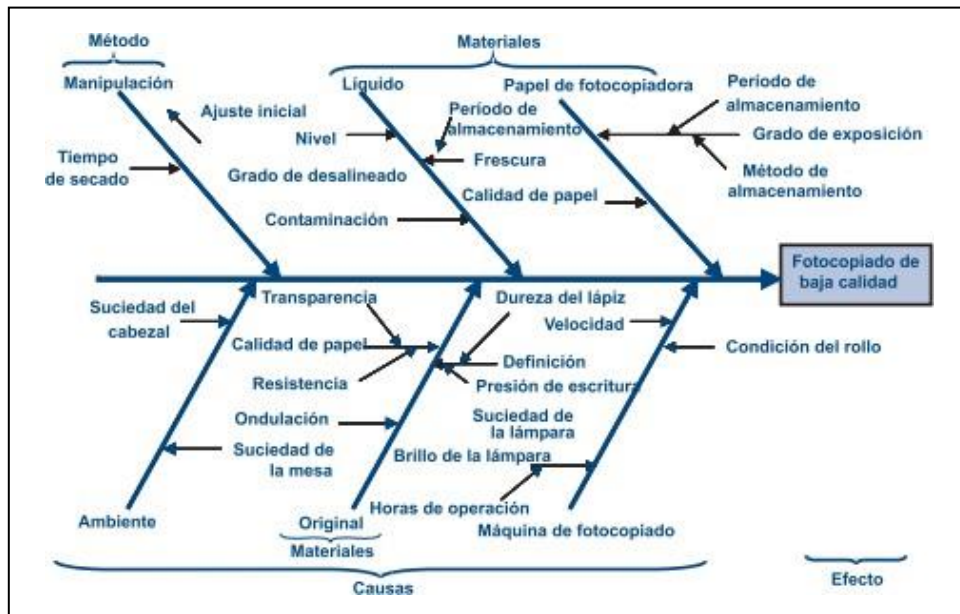 Método
Manipulación
Ajuste inicial
Tiempo
de secado
Materiales
Líquido
Nivel
Período de
almacenamiento
Frescura
Grado de desalineado
Contaminación
Papel de fotocopiadora
Período de
almacenamiento
Grado de exposición
Método de
almacenamiento
Calidad de papel
Fotocopiado de
baja calidad
Suciedad del
cabezal
Suciedad de
la mesa
Ambiente
Transparencia
Calidad de papel
Resistencia
Ondulación
Dureza del lápiz
Definición
Presión de escritura
Original
Materiales
Velocidad
Condición del rollo
Suciedad de
la lámpara
Brillo de la lámpara
Horas de operación
Máquina de fotocopiado
Causas
Efecto